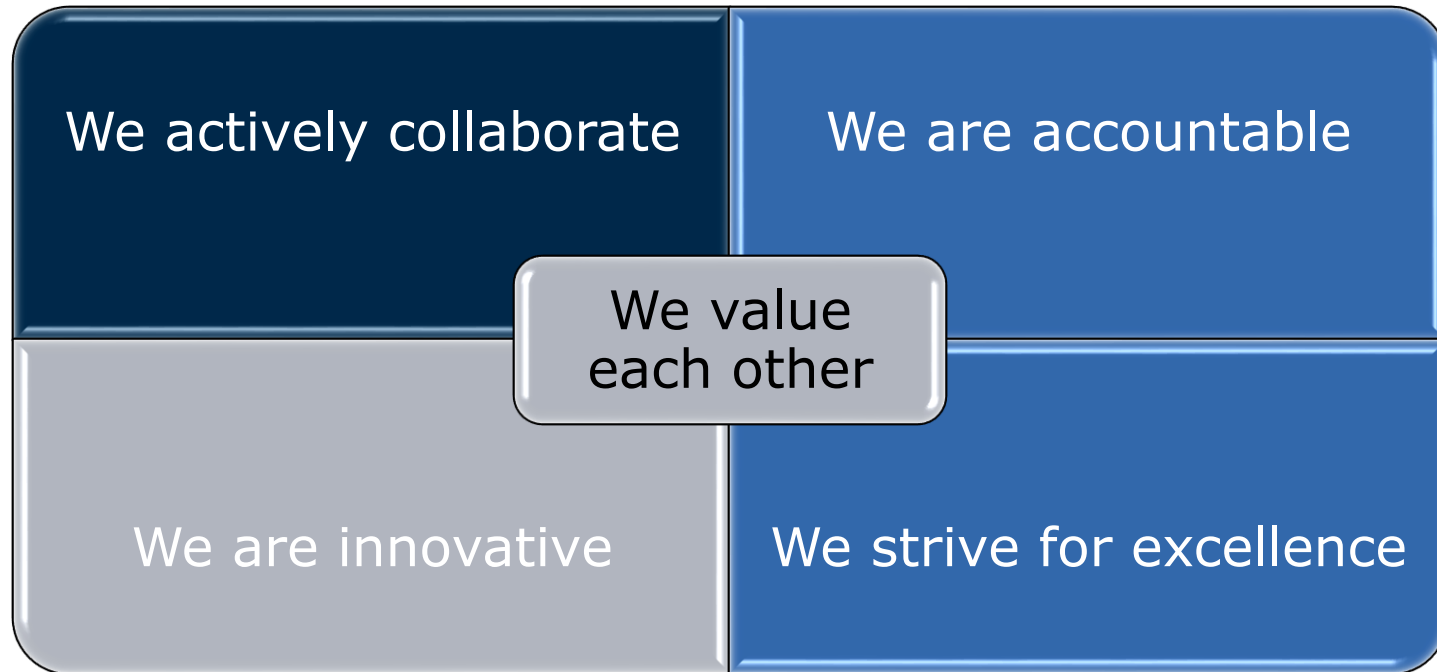 We actively collaborate
We are accountable
We value
each other
We are innovative
We strive for excellence